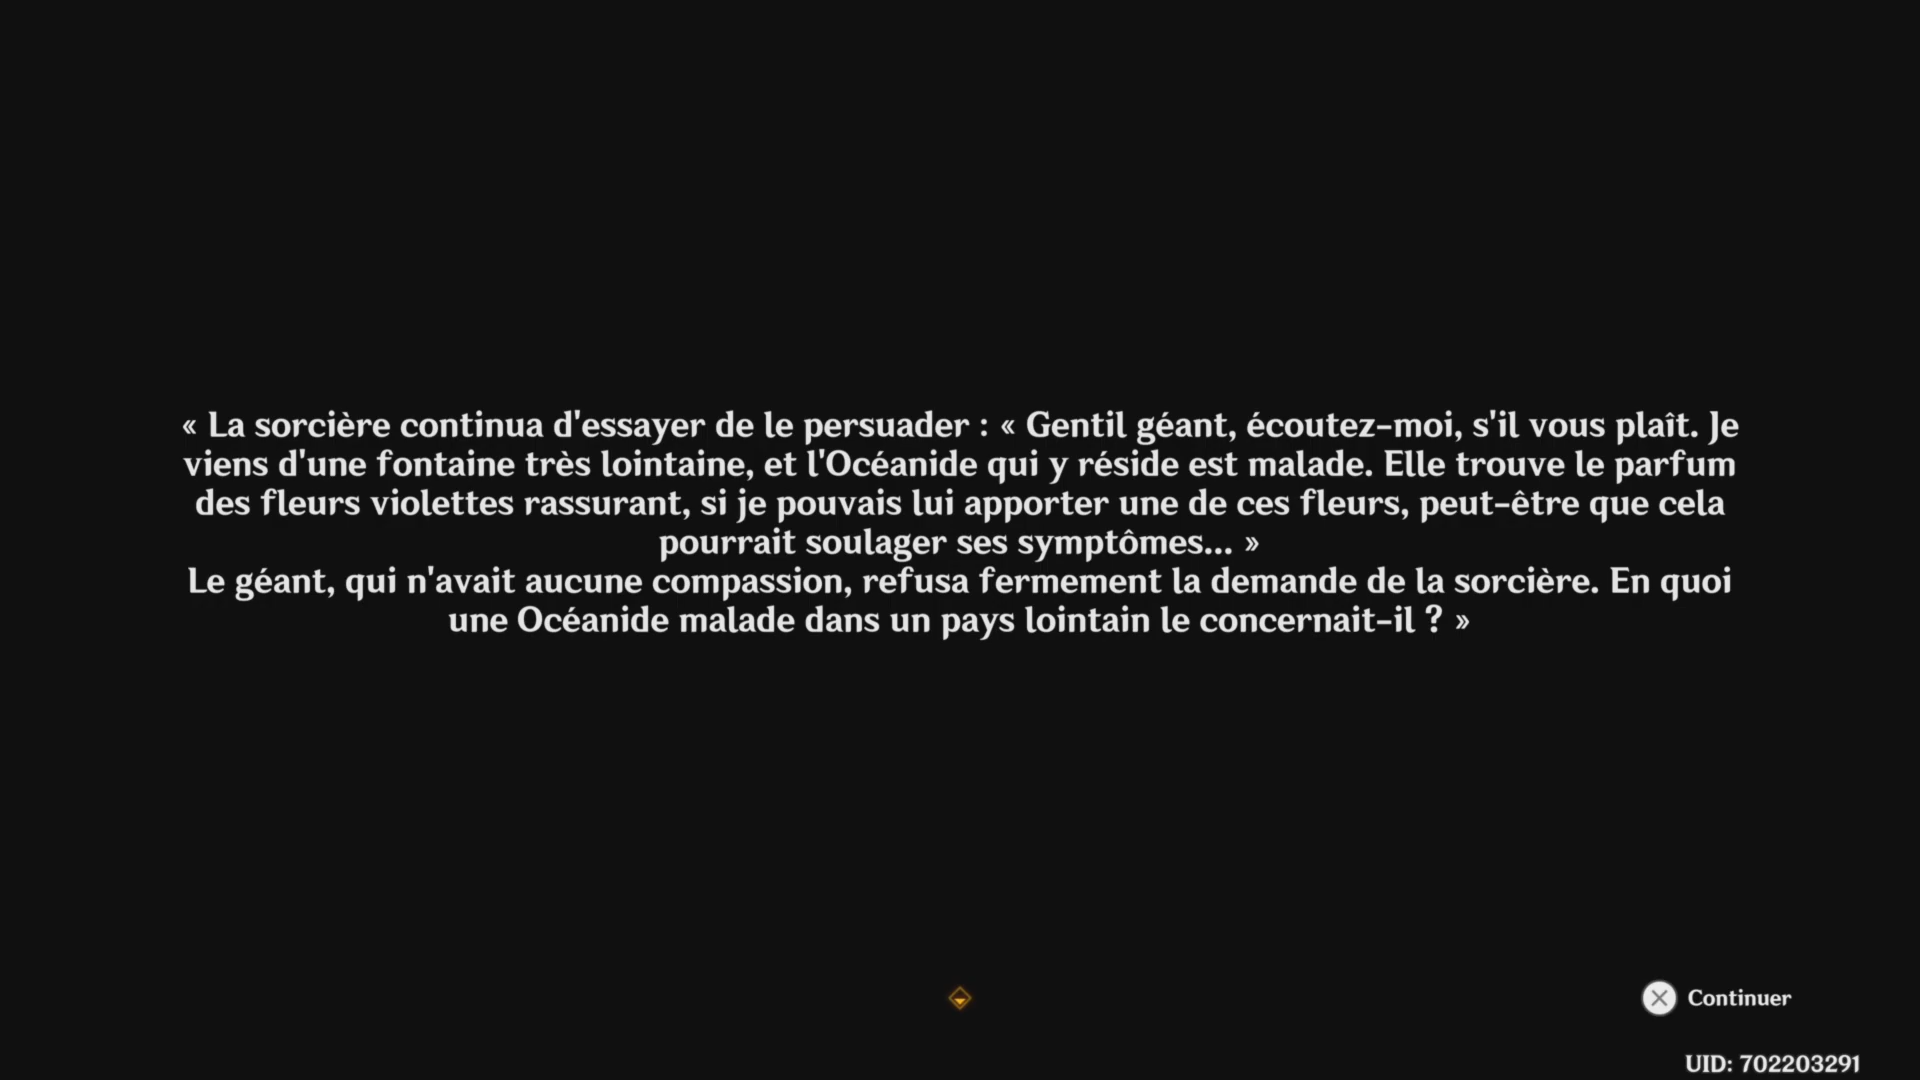 « La sorcière continua d'essayer de le persuader : « Gentil géant, écoutez-moi, s'il vous plaît. Je
viens d'une fontaine très lointaine, et l'Océanide qui y réside est malade. Elle trouve le parfum
des fleurs violettes rassurant, si je pouvais lui apporter une de ces fleurs, peut-être que cela
pourrait soulager ses symptômes... »
Le géant, qui n'avait aucune compassion, refusa fermement la demande de la sorcière. En quoi
une Océanide malade dans un pays lointain le concernait-il ? »
Continuer
UID: 702203291